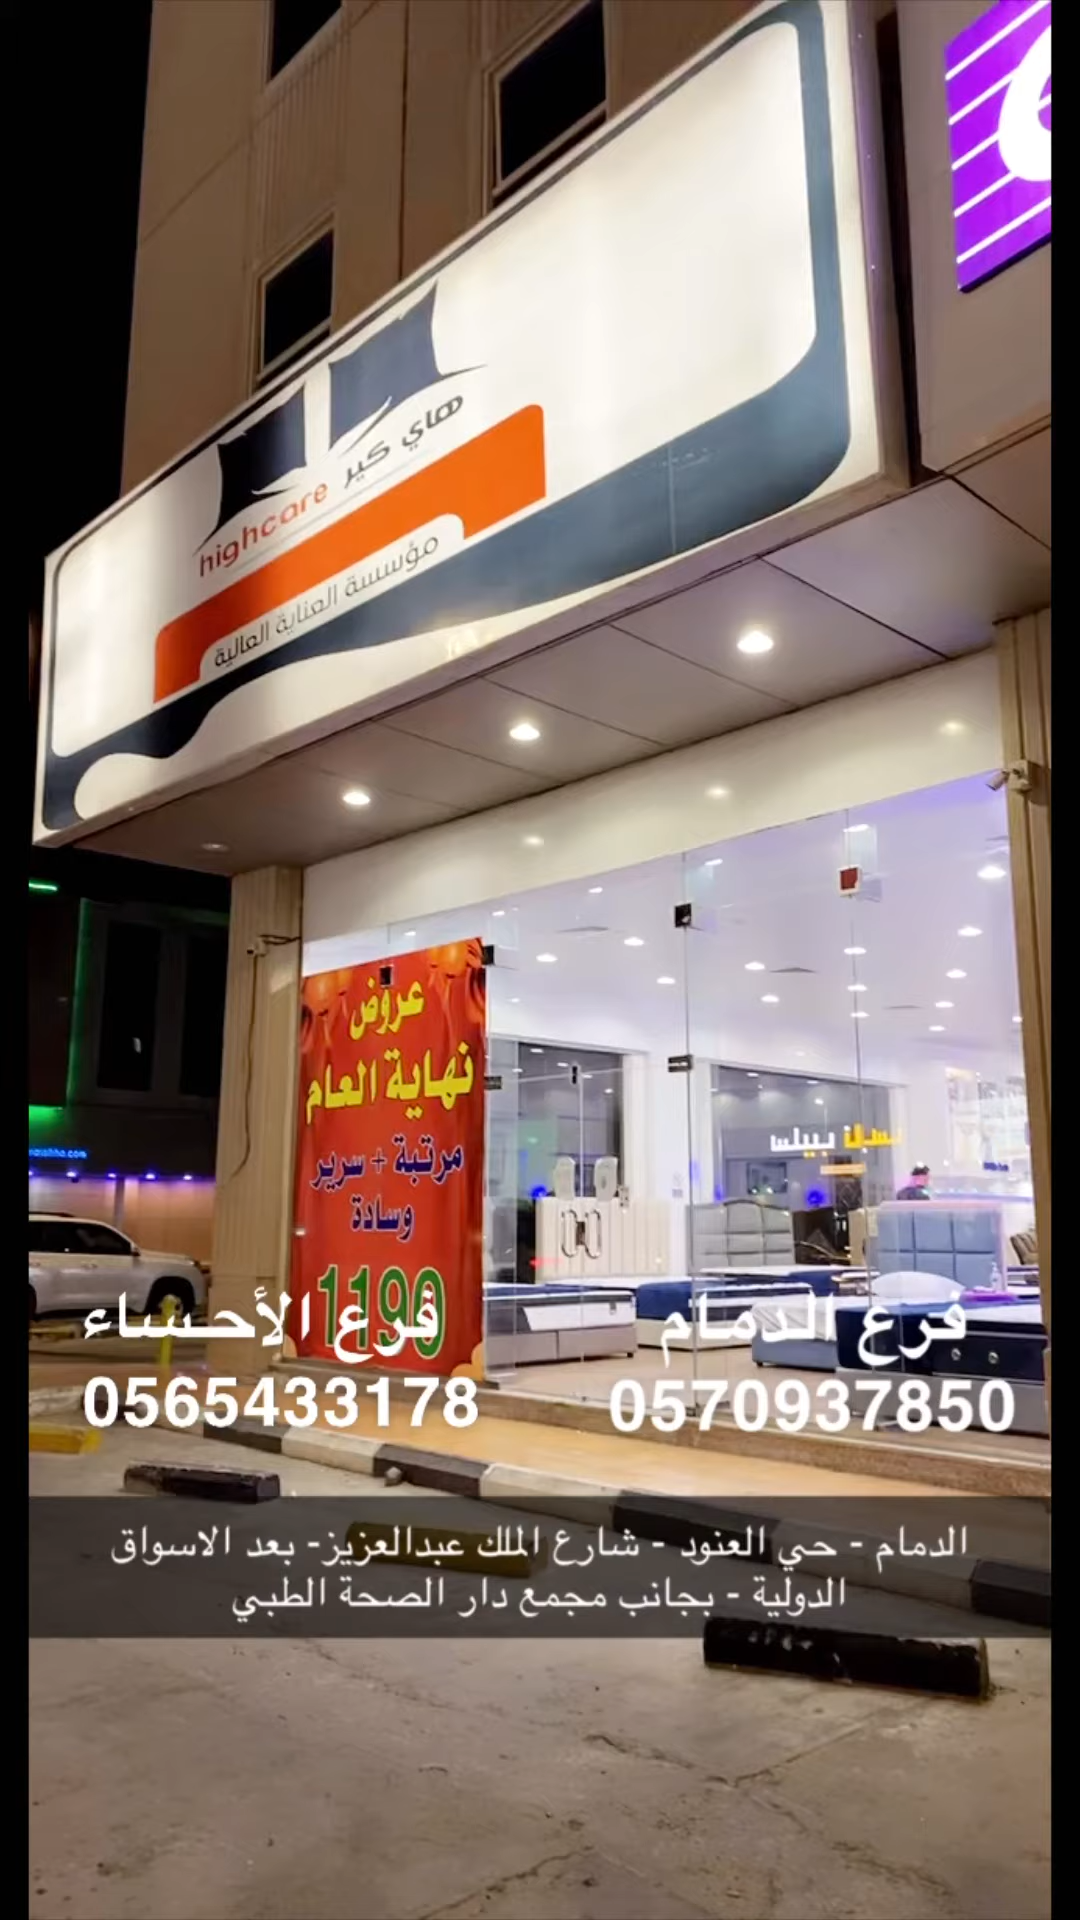 هاي كير
highcare
مؤسسة العناية العالية
عروض
نهاية العام
مرتبة + سرير
وسادة
1190
فرع الدمام
0570937850
فرع الأحساء
0565433178
الدمام - حي العنود - شارع الملك عبدالعزيز- بعد الاسواق
الدولية - بجانب مجمع دار الصحة الطبي